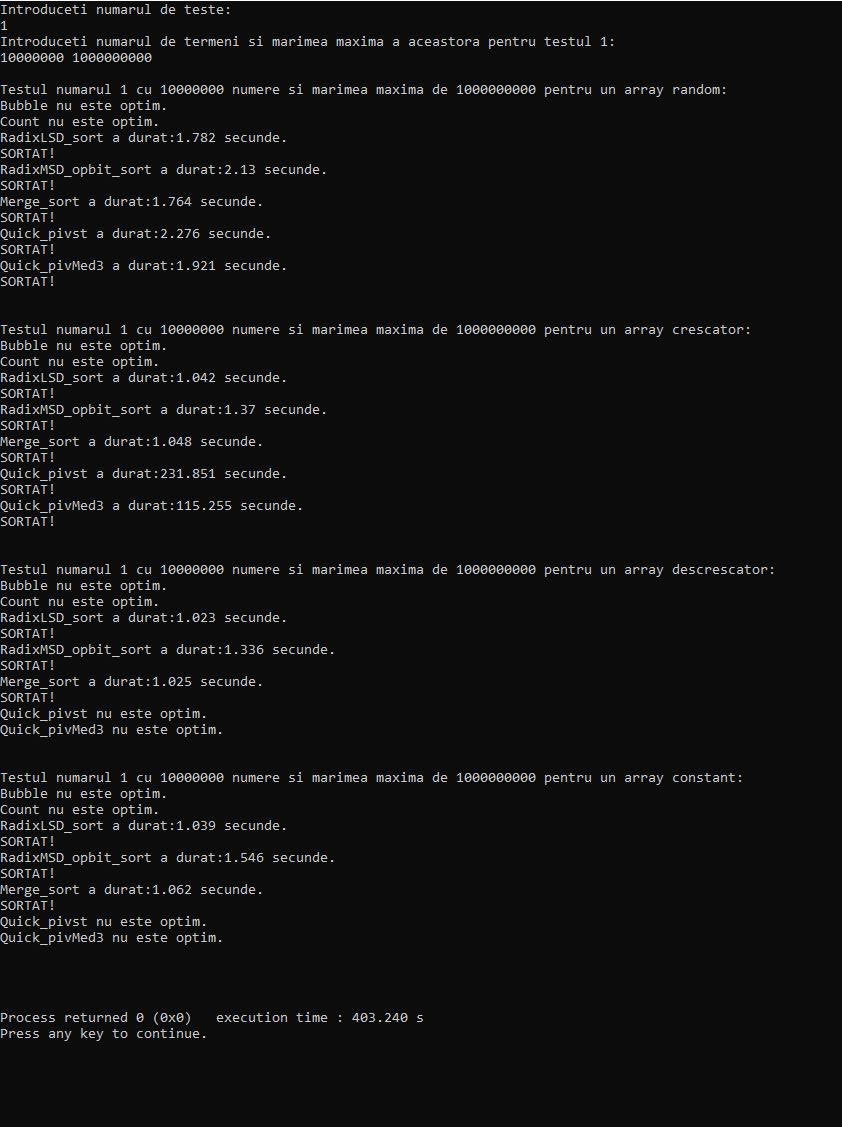 Introduceti numarul de teste:
1
Introduceti numarul de termeni si marimea maxima a aceastora pentru testul 1:
10000000 1000000000
Testul numarul 1 cu 10000000 numere si marimea maxima de 1000000000 pentru un array random:
Bubble nu este optim.
Count nu este optim.
RadixLSD_sort a durat:1.782 secunde.
SORTAT!
RadixMSD_opbit_sort a durat:2.13 secunde.
SORTAT!
Merge_sort a durat:1.764 secunde.
SORTAT!
Quick_pivst a durat:2.276 secunde.
SORTAT!
Quick_pivMed3 a durat:1.921 secunde.
SORTAT!
Testul numarul 1 cu 10000000 numere si marimea maxima de 1000000000 pentru un array crescator:
Bubble nu este optim.
Count nu este optim.
RadixLSD_sort a durat:1.042 secunde.
SORTAT!
RadixMSD_opbit_sort a durat:1.37 secunde.
SORTAT!
Merge_sort a durat:1.048 secunde.
SORTAT!
Quick_pivst a durat:231.851 secunde.
SORTAT!
Quick_pivMed3 a durat:115.255 secunde.
SORTAT!
Testul numarul 1 cu 10000000 numere si marimea maxima de 1000000000 pentru un array descrescator:
Bubble nu este optim.
Count nu este optim.
RadixLSD_sort a durat:1.023 secunde.
SORTAT!
RadixMSD_opbit_sort a durat:1.336 secunde.
SORTAT!
Merge_sort a durat:1.025 secunde.
SORTAT!
Quick_pivst nu este optim.
Quick_pivMed3 nu este optim.
Testul numarul 1 cu 10000000 numere si marimea maxima de 1000000000 pentru un array constant:
Bubble nu este optim.
Count nu este optim.
RadixLSD_sort a durat:1.039 secunde.
SORTAT!
RadixMSD_opbit_sort a durat:1.546 secunde.
SORTAT!
Merge_sort a durat:1.062 secunde.
SORTAT!
Quick_pivst nu este optim.
Quick_pivMed3 nu este optim.
Process returned 0 (0x0)   execution time : 403.240 s
Press any key to continue.